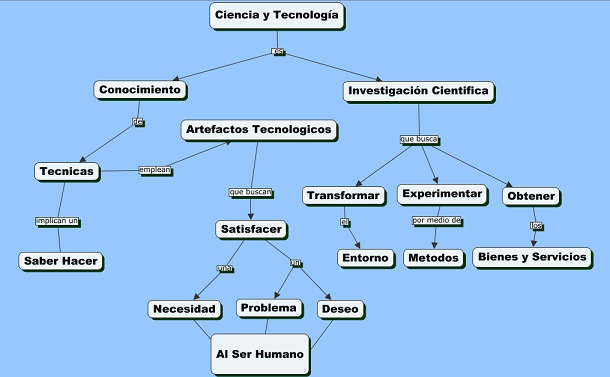 Ciencia y Tecnología
es
Conocimiento
Investigación Cientifica
de
Artefactos Tecnologicos
que busca
Tecnicas
emplean
Transformar
Experimentar
Obtener
que buscan
implican un
el
por medio de
los
Satisfacer
Saber Hacer
Entorno
Metodos
Bienes y Servicios
una
un
Necesidad
Problema
Deseo
Al Ser Humano